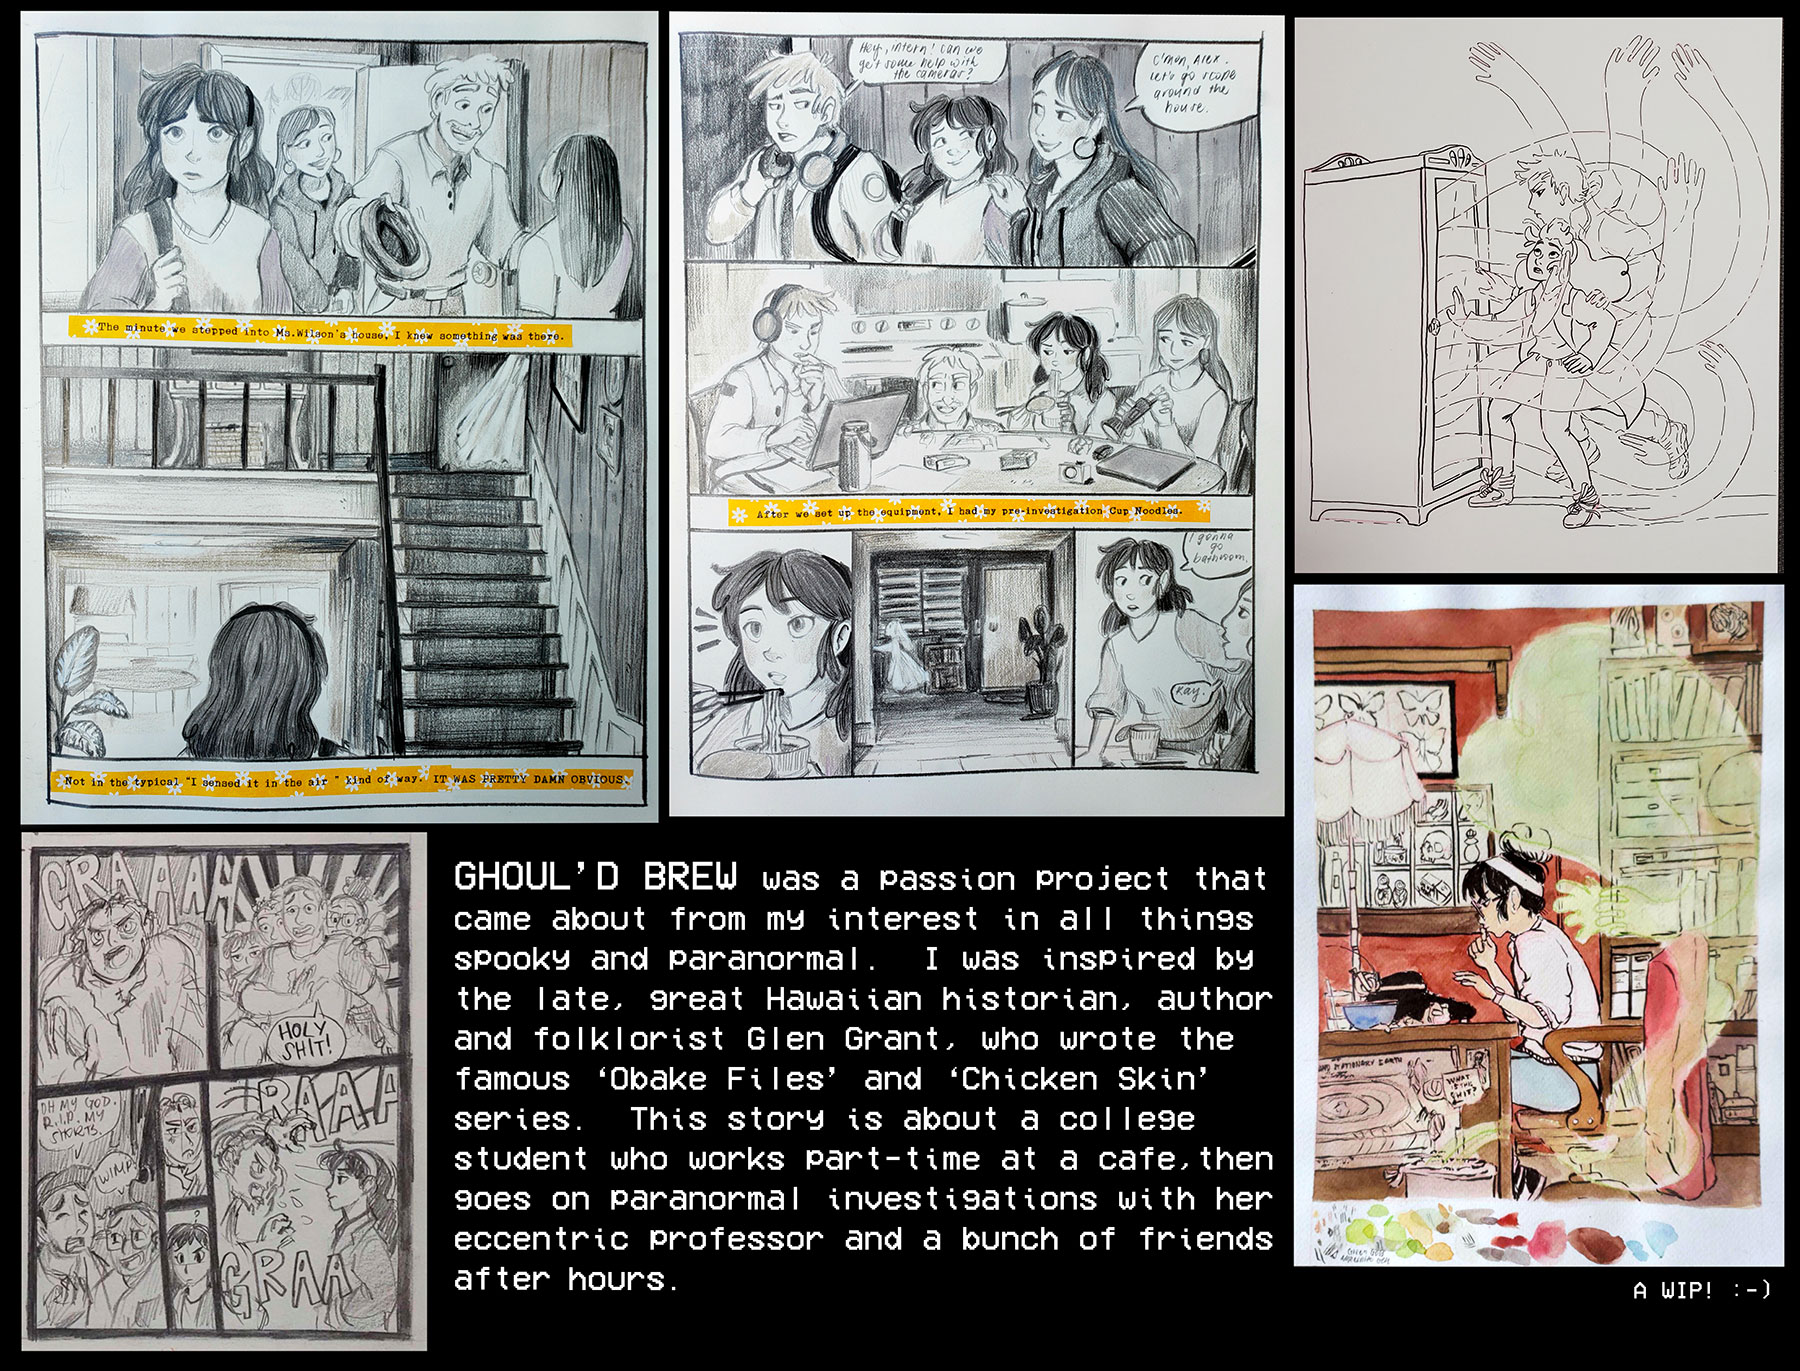 The minute we stepped into Ms.Wilson's house, I knew something was there.
Not in the typical "I sensed it in the air " kind of way. IT WAS PRETTY DAMN OBVIOUS.
Hey, intern! Can we
get some help with
the cameras?
C'mon, Alex.
Let's go scope
around the
house.
After we set up the equipment, I had my pre-investigation Cup Noodles.
I gonna
go
bathroom.
Kay.
GRAAAAH
HOLY
SHIT!
OH MY GOD.
R.I.P. MY
SHORTS.
WIMP.
RAAA
GRAA
GHOUL'D BREW was a passion project that
came about from my interest in all things
spooky and paranormal. I was inspired by
the late, great Hawaiian historian, author
and folklorist Glen Grant, who wrote the
famous 'Obake Files' and 'Chicken Skin'
series. This story is about a college
student who works part-time at a cafe,then
goes on paranormal investigations with her
eccentric professor and a bunch of friends
after hours.
WHAT
IS THE
SHIT?
A WIP! :-)